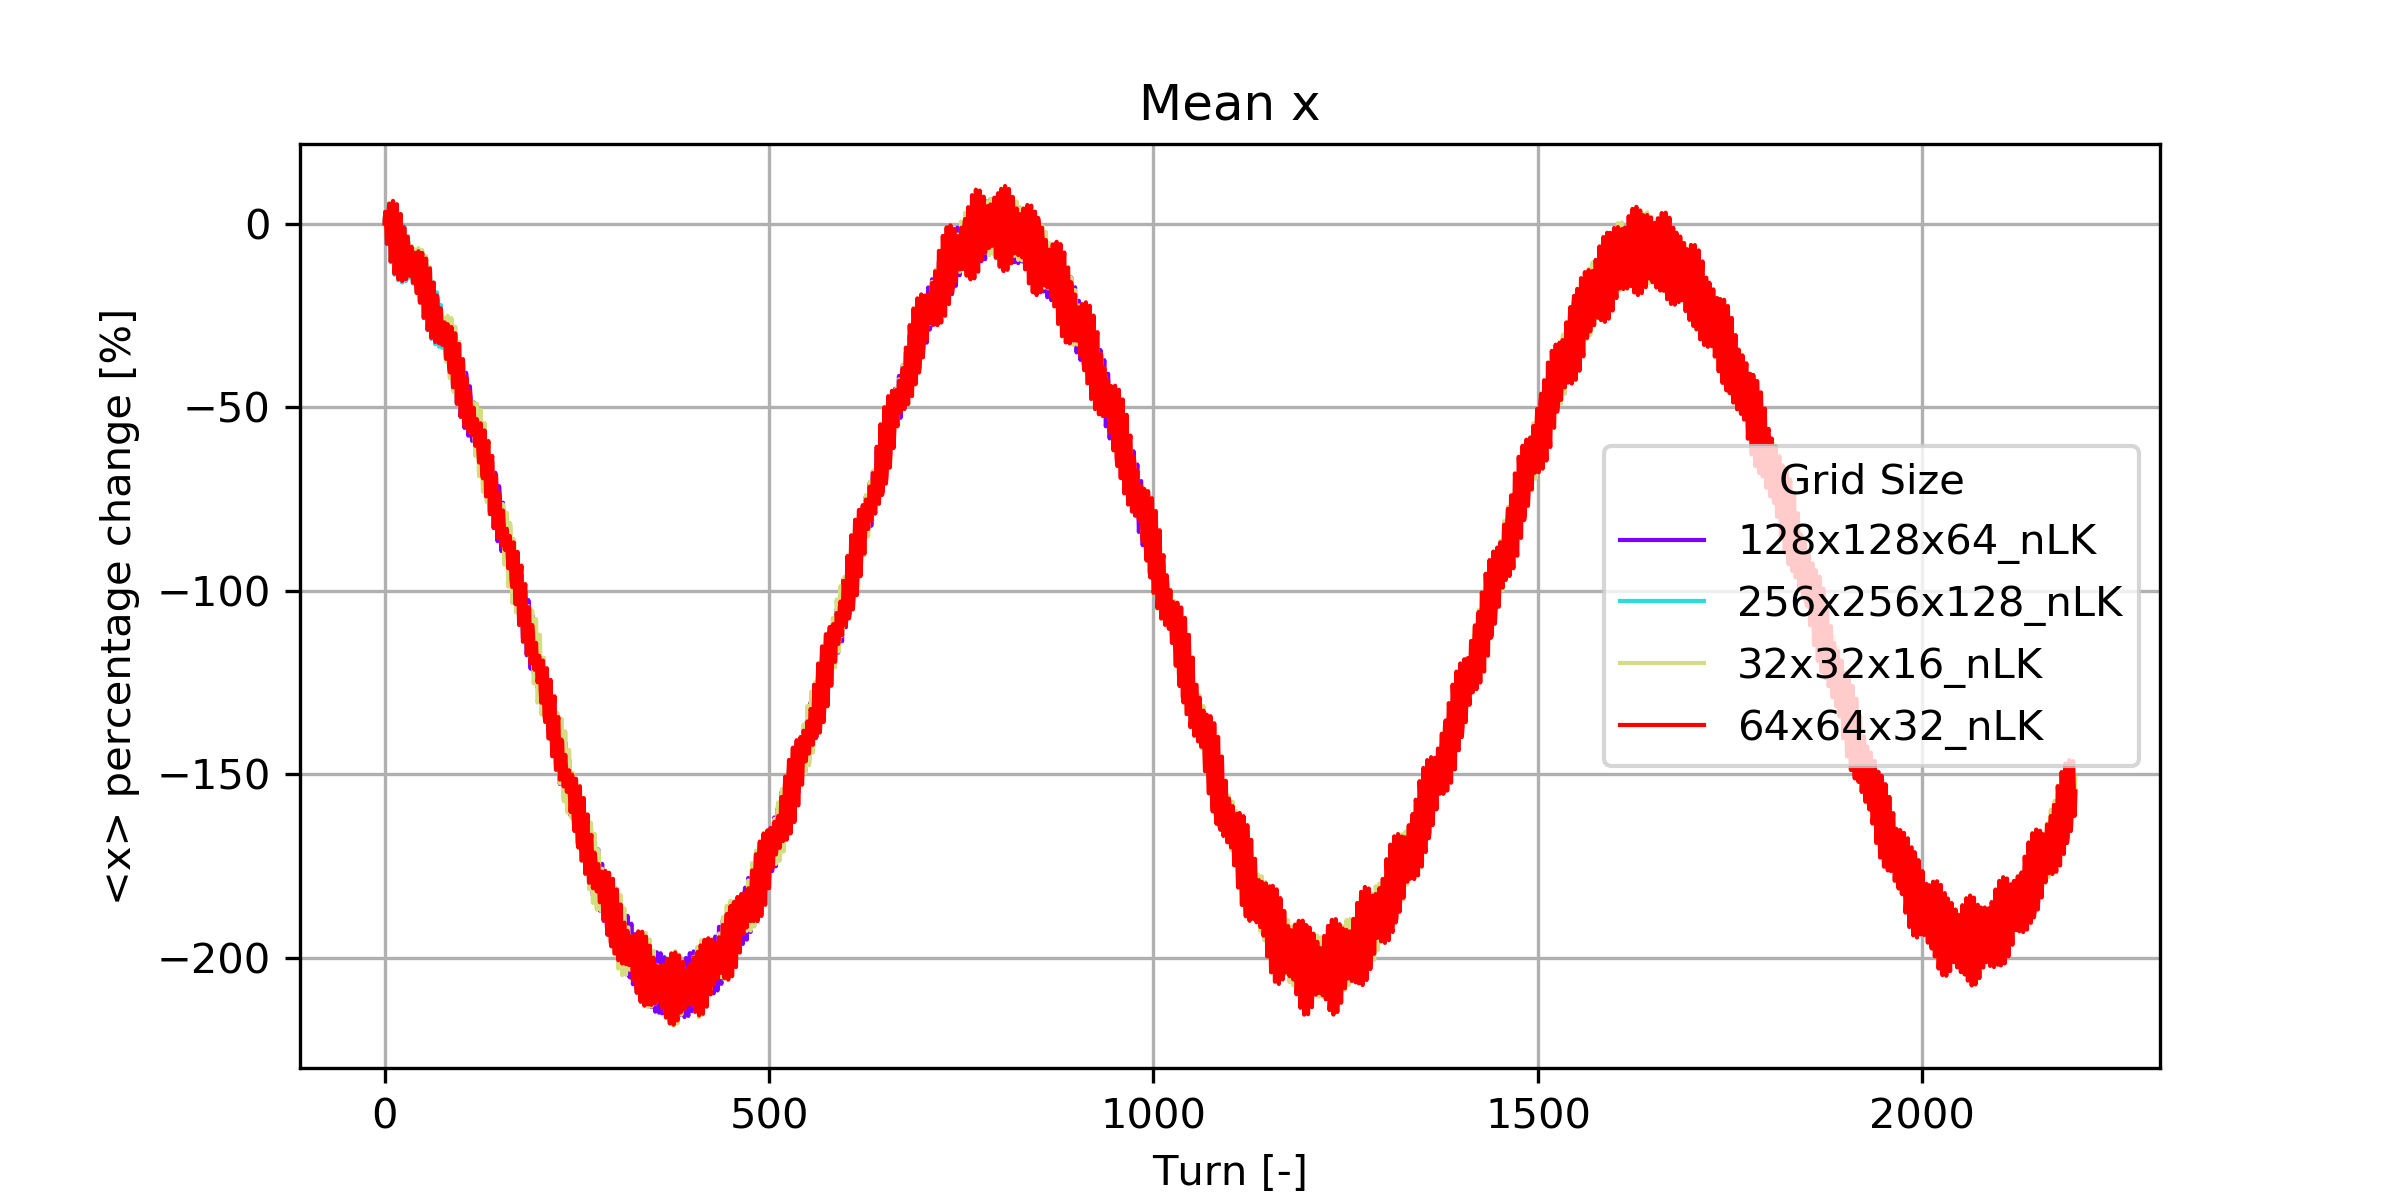 Mean x
<x> percentage change [%]
0
−50
−100
−150
−200
Grid Size
128x128x64_nLK
256x256x128_nLK
32x32x16_nLK
64x64x32_nLK
0
500
1000
1500
2000
Turn [-]